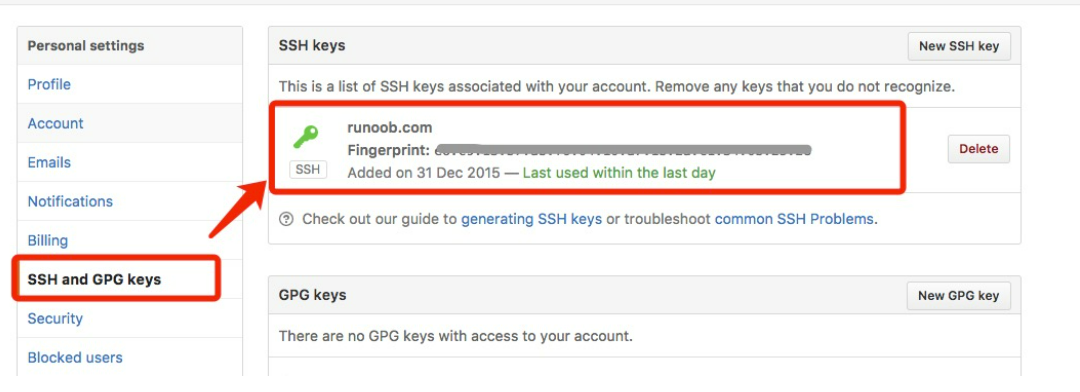 Personal settings
Profile
Account
Emails
Notifications
Billing
SSH and GPG keys
Security
Blocked users
SSH keys
New SSH key
This is a list of SSH keys associated with your account. Remove any keys that you do not recognize.
runoob.com
Fingerprint:
SSH
Added on 31 Dec 2015 — Last used within the last day
Delete
Check out our guide to generating SSH keys or troubleshoot common SSH Problems.
GPG keys
New GPG key
There are no GPG keys with access to your account.